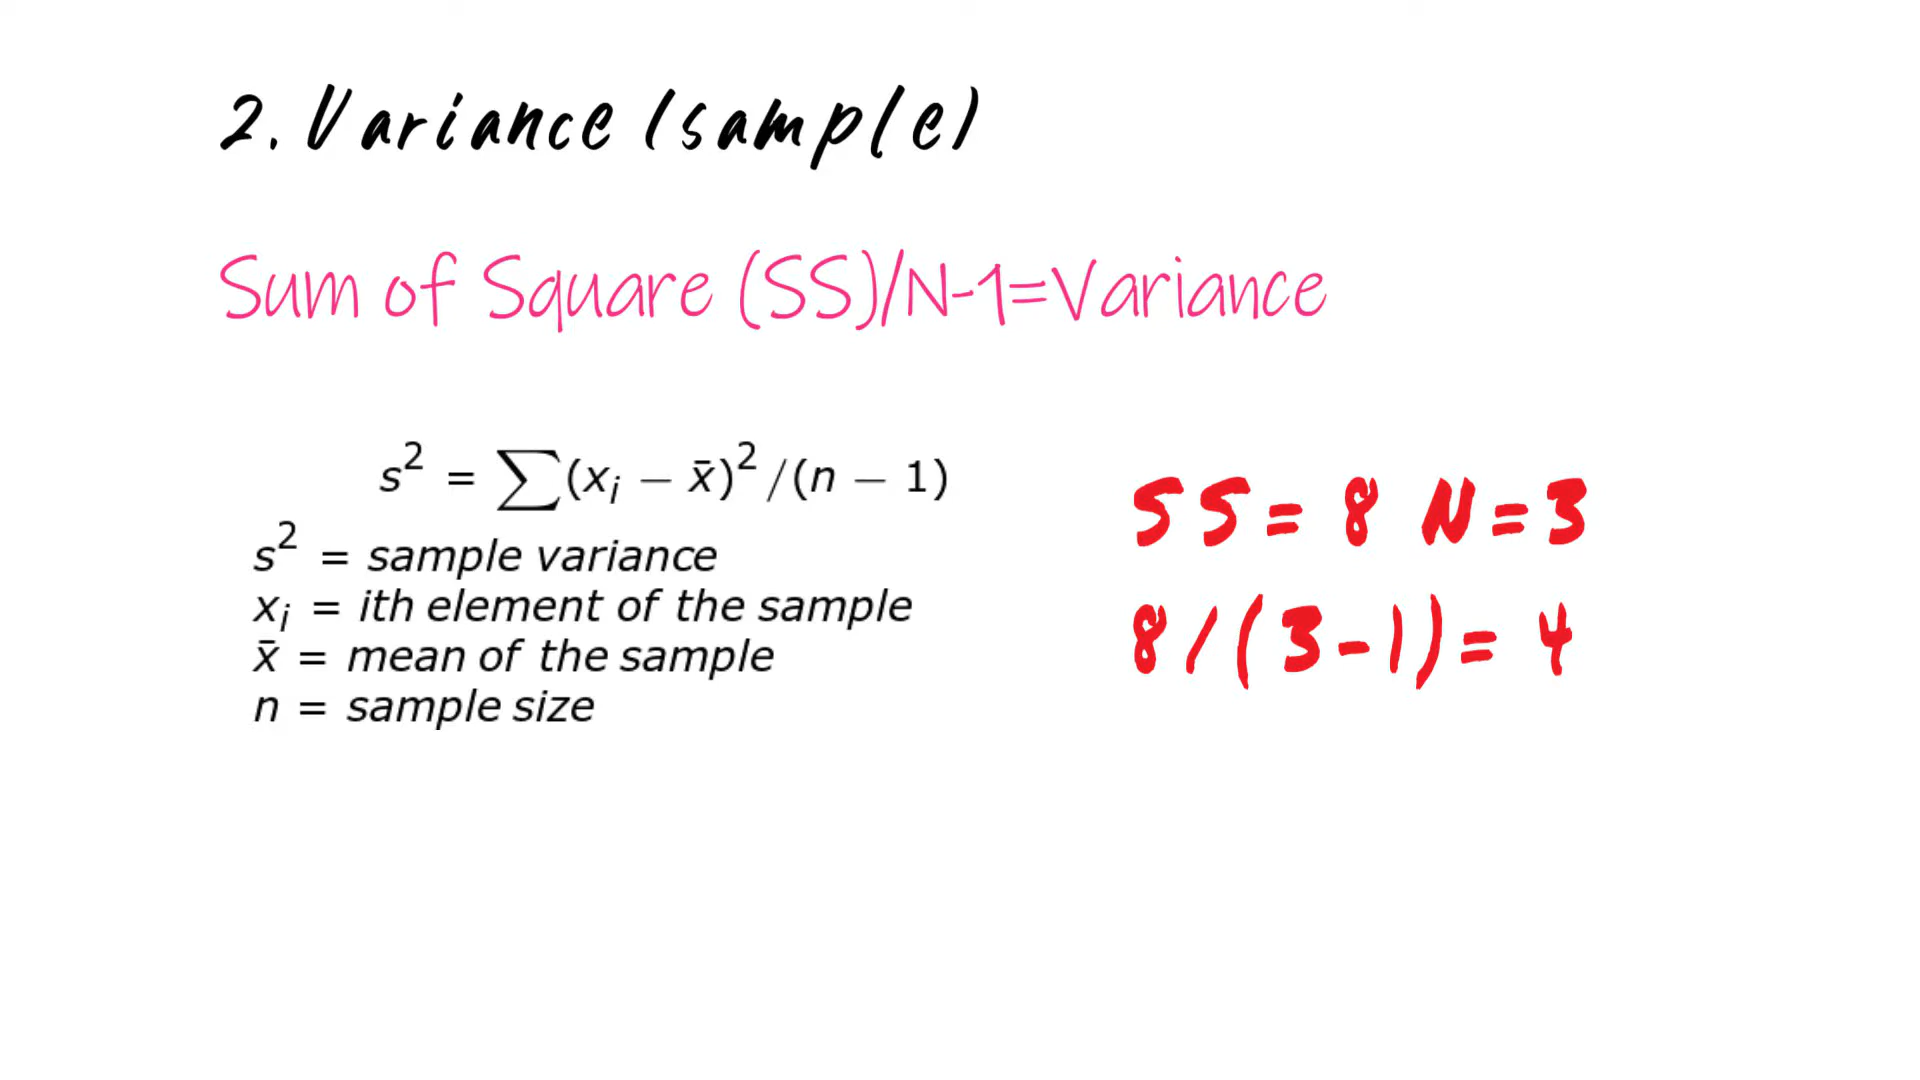 2. Variance (sample)
Sum of Square (SS)/N-1=Variance
s² = ∑(xᵢ – x̄)² / (n – 1)
s² = sample variance
xᵢ = ith element of the sample
x̄ = mean of the sample
n = sample size
SS = 8 N = 3
8 / (3 - 1) = 4